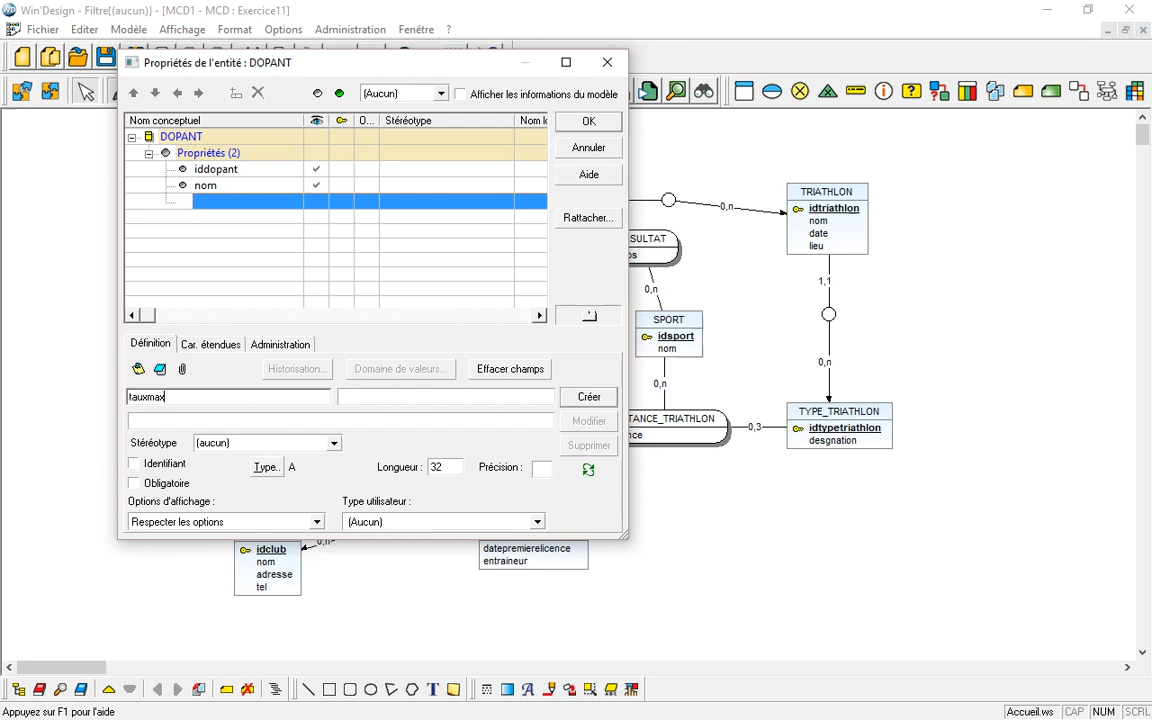 Win'Design - Filtre{(aucun)} - [MCD1 - MCD : Exercice11]
Fichier Editer Modèle Affichage Format Options Administration Fenêtre ?
Propriétés de l'entité : DOPANT
(Aucun) Afficher les informations du modèle
Nom conceptuel O... Stéréotype Nom lo
DOPANT
Propriétés (2)
iddopant
nom
OK
Annuler
Aide
Rattacher...
Définition Car. étendues Administration
Historisation... Domaine de valeurs... Effacer champs
tauxmax
Créer
Modifier
Supprimer
Stéréotype (aucun)
Identifiant
Type.. A Longueur : 32 Précision :
Obligatoire
Options d'affichage : Type utilisateur :
Respecter les options (Aucun)
0,n
TRIATHLON
idtriathlon
nom
date
lieu
SULTAT
ps
0,n
1,1
SPORT
idsport
nom
0,n
0,n
TANCE_TRIATHLON
nce
0,3
TYPE_TRIATHLON
idtypetriathlon
desgnation
0,n
idclub
nom
adresse
tel
datepremierelicence
entraineur
Appuyez sur F1 pour l'aide
Accueil.ws CAP NUM SCRL